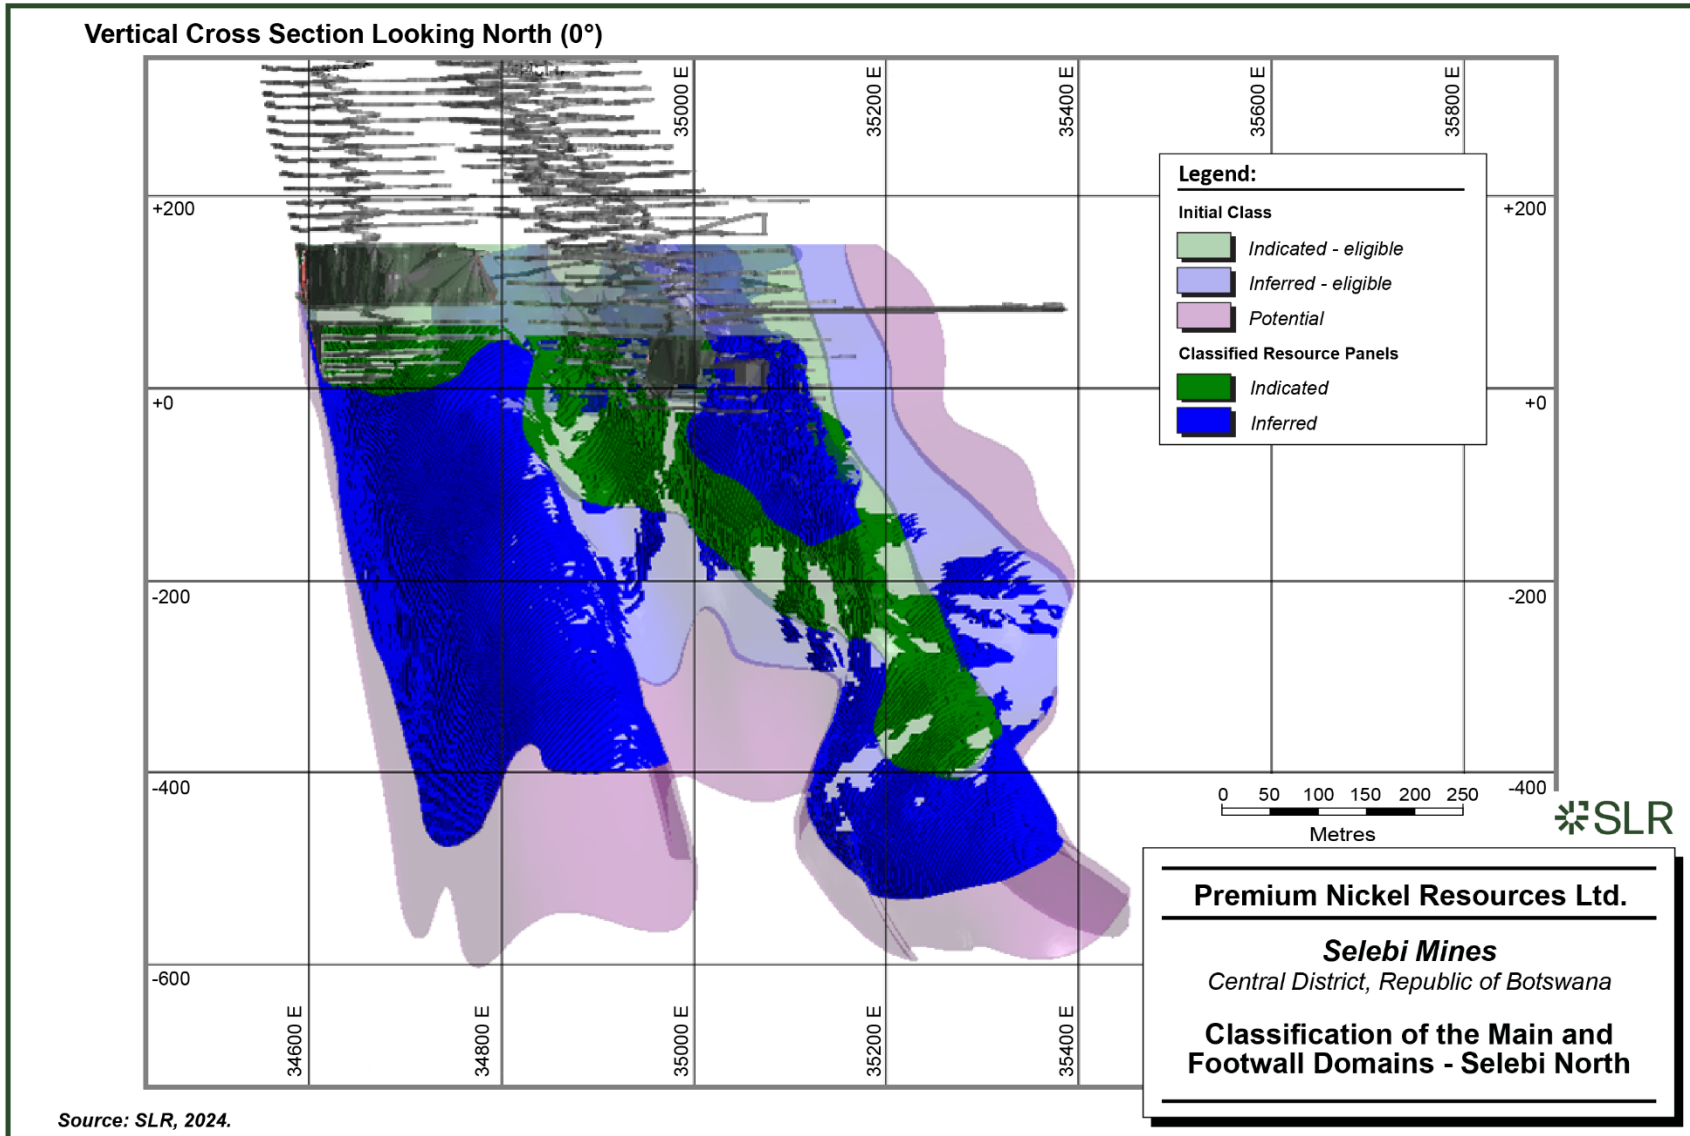 Vertical Cross Section Looking North (0°)
35000 E
35200 E
35400 E
35600 E
35800 E
+200
+200
Legend:
Initial Class
Indicated - eligible
Inferred - eligible
Potential
Classified Resource Panels
Indicated
Inferred
+0
+0
-200
-200
-400
-400
0 50 100 150 200 250
Metres
SLR
-600
34600 E
34800 E
35000 E
35200 E
35400 E
Premium Nickel Resources Ltd.
Selebi Mines
Central District, Republic of Botswana
Classification of the Main and
Footwall Domains - Selebi North
Source: SLR, 2024.